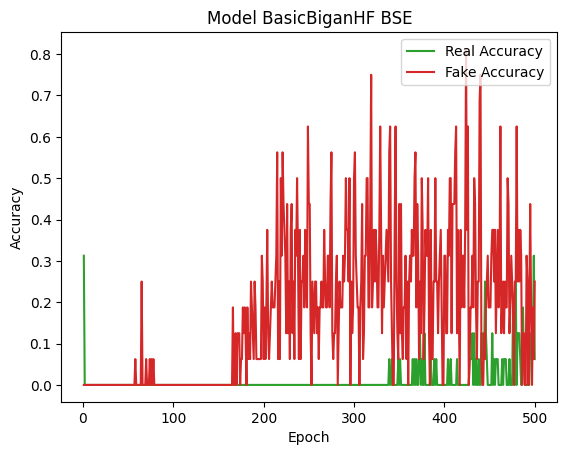 Model BasicBiganHF BSE
Real Accuracy
Fake Accuracy
Accuracy
0.8
0.7
0.6
0.5
0.4
0.3
0.2
0.1
0.0
0 100 200 300 400 500
Epoch